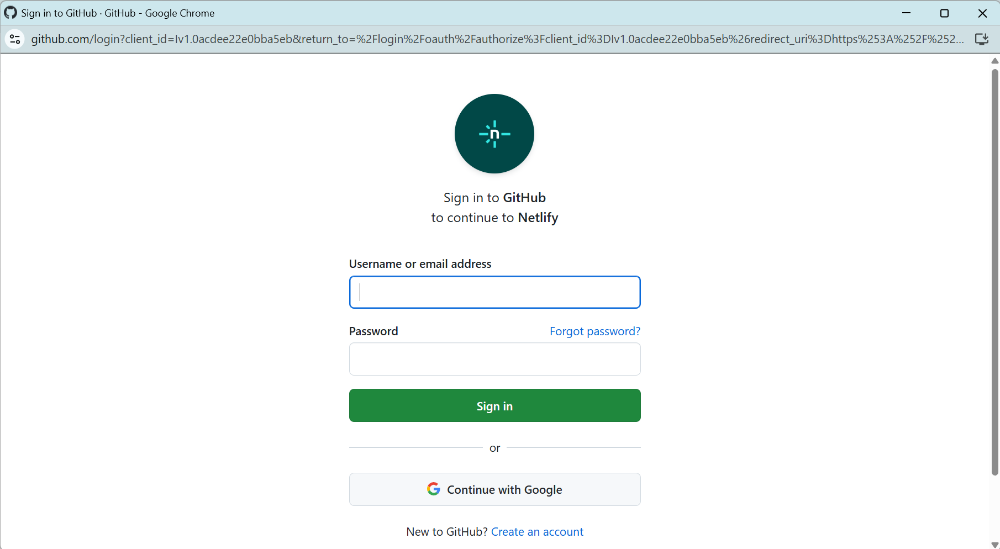 Sign in to GitHub · GitHub - Google Chrome
github.com/login?client_id=Iv1.0acdee22e0bba5eb&return_to=%2Flogin%2Foauth%2Fauthorize%3Fclient_id%3DIv1.0acdee22e0bba5eb%26redirect_uri%3Dhttps%253A%252F%252...
n
Sign in to GitHub
to continue to Netlify
Username or email address
Password Forgot password?
Sign in
or
Continue with Google
New to GitHub? Create an account